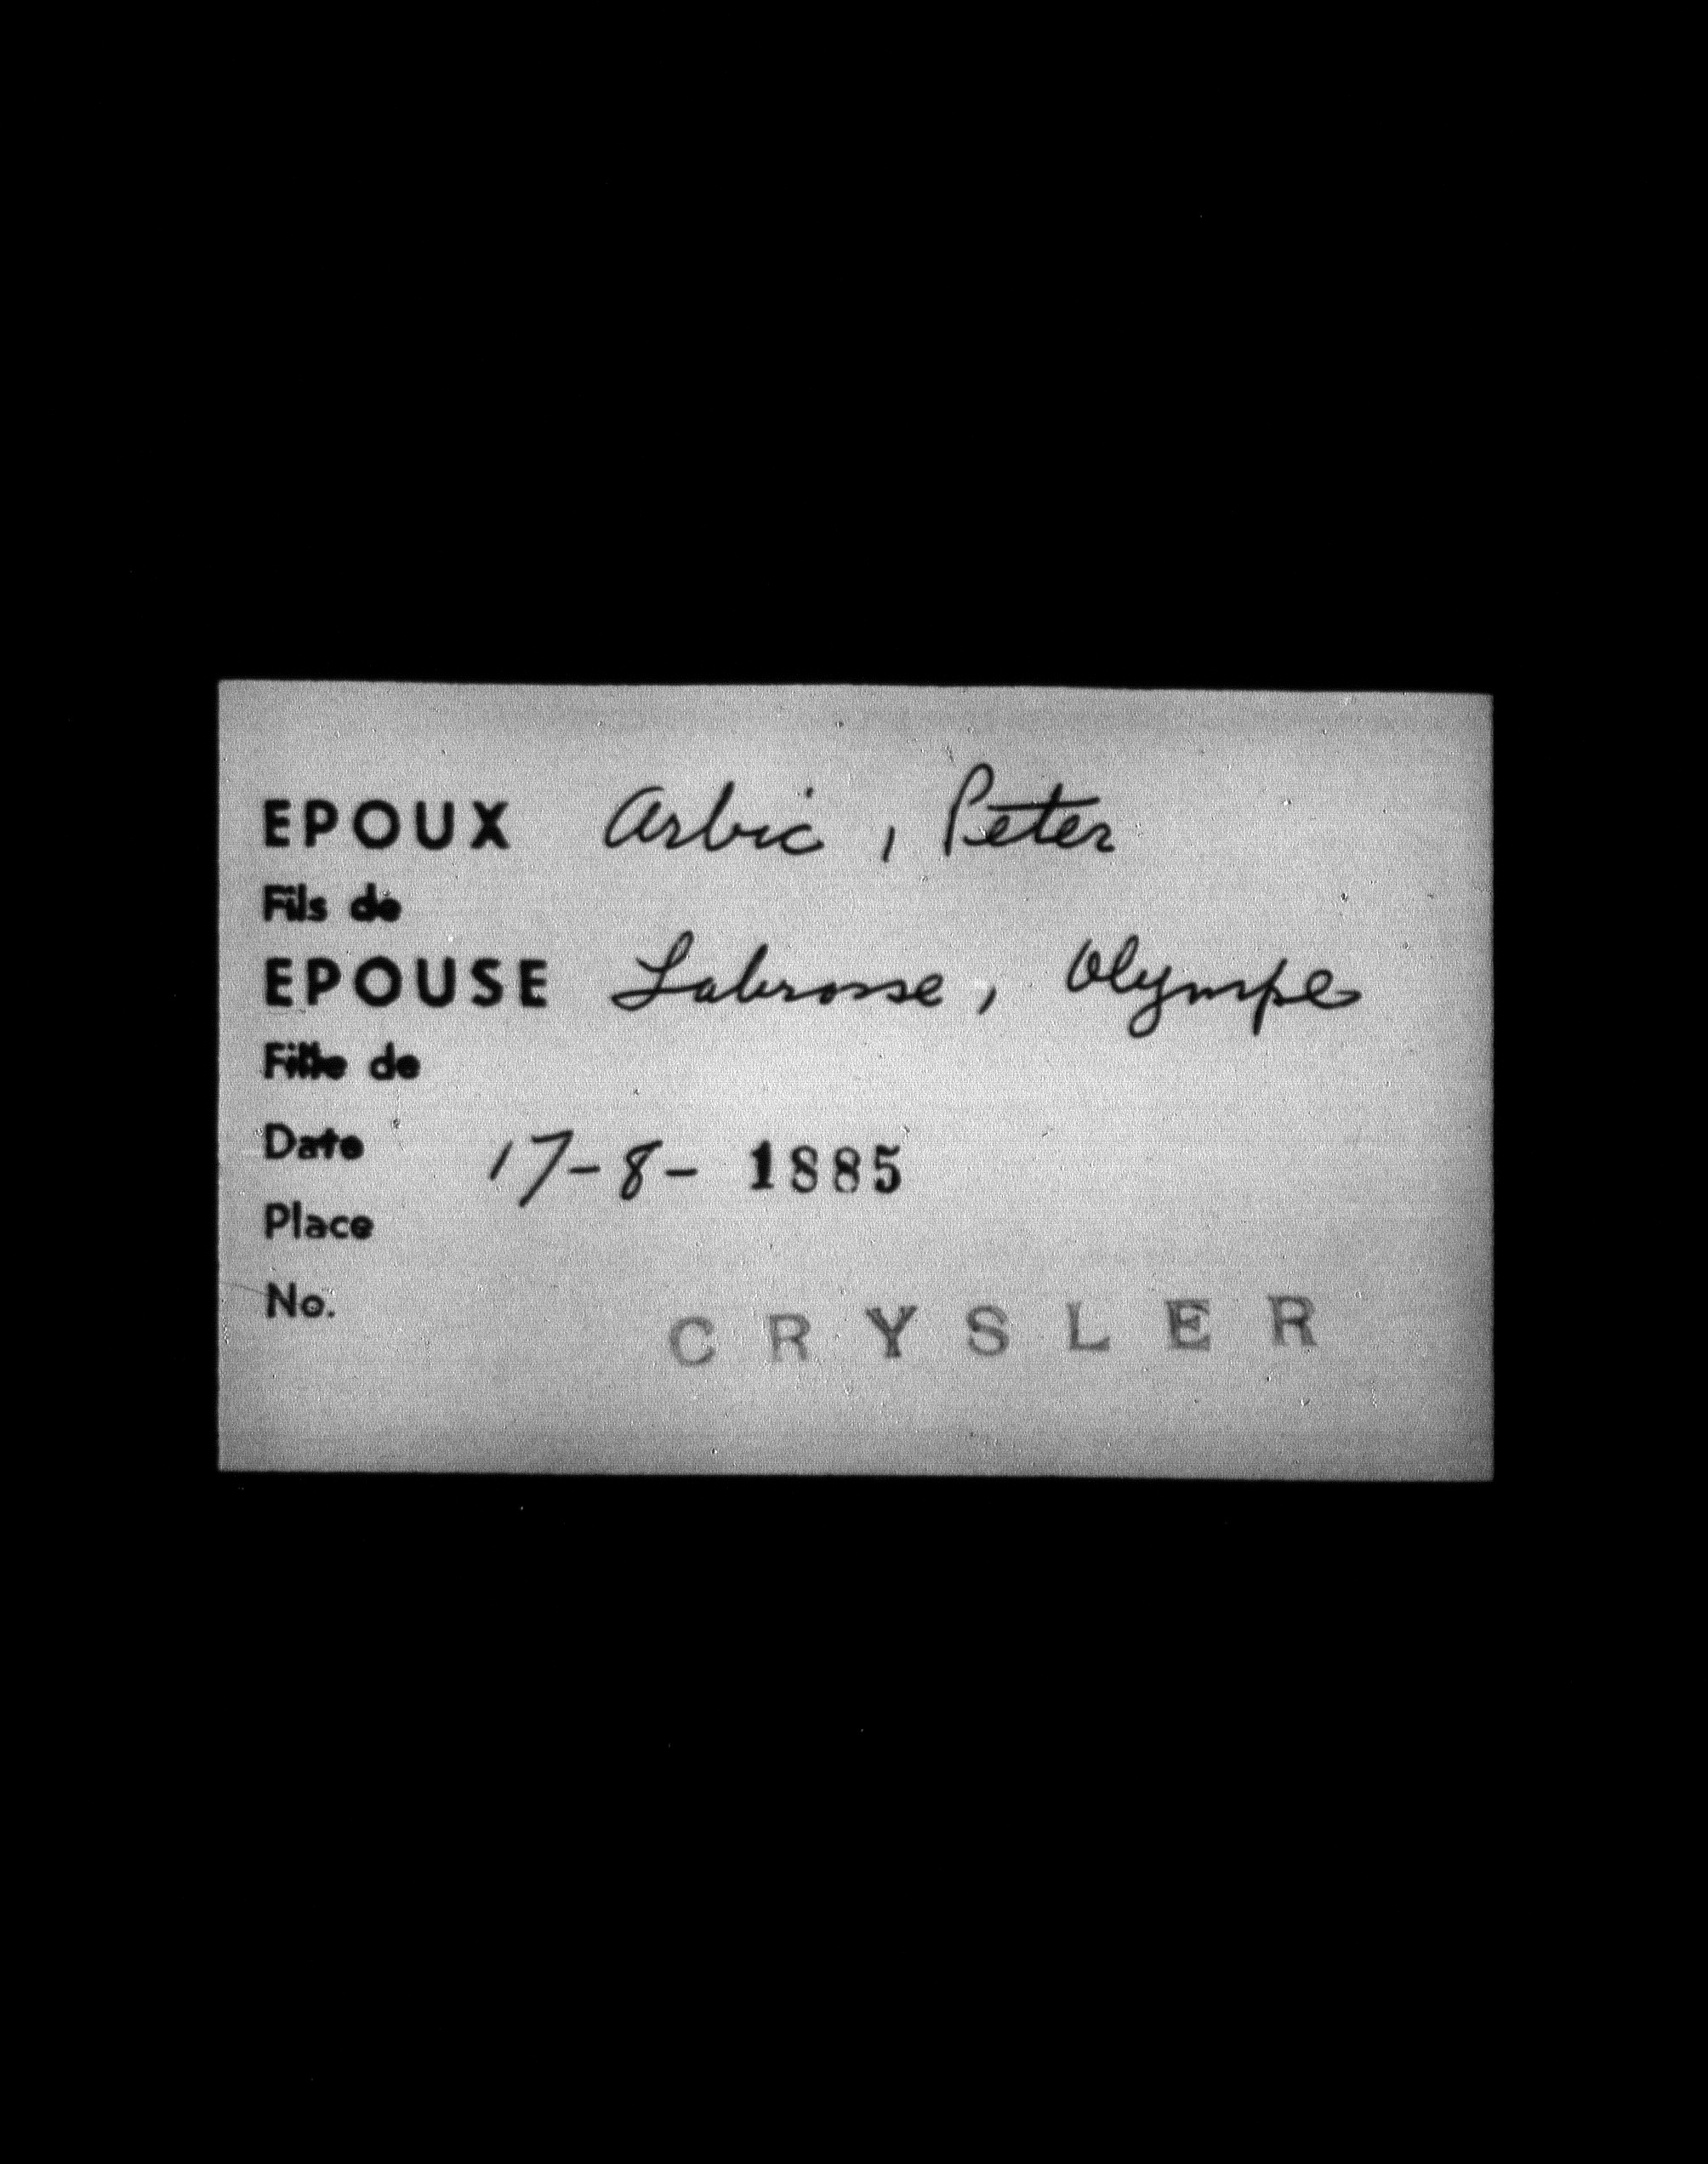 EPOUX Arbic, Peter
Fils de
EPOUSE Labrosse, Olympe
Fille de
Date 17-8-1885
Place
No.
CRYSLER